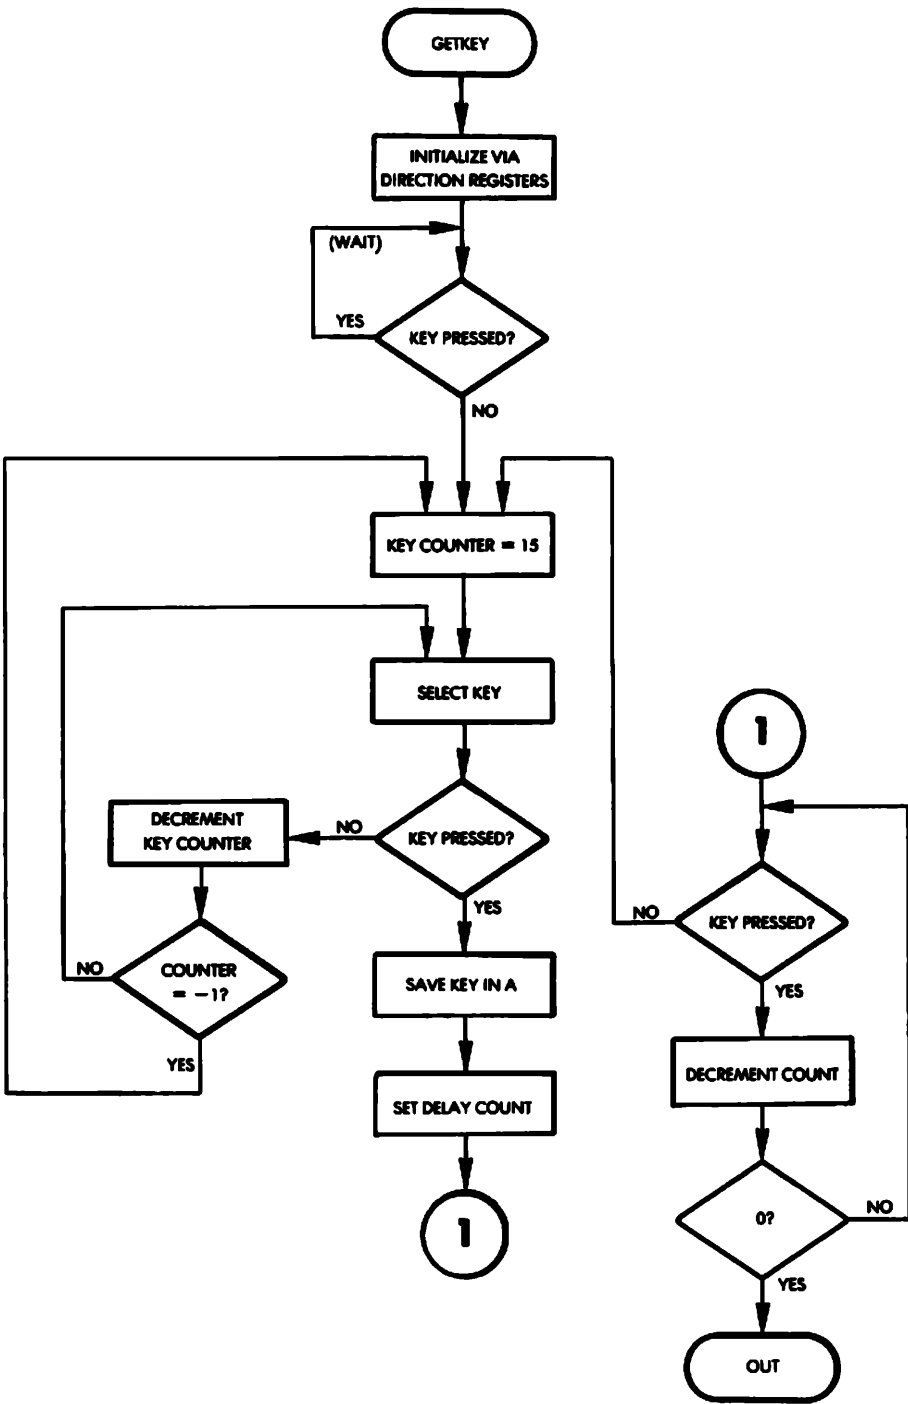 GETKEY
INITIALIZE VIA
DIRECTION REGISTERS
(WAIT)
YES
KEY PRESSED?
NO
KEY COUNTER = 15
SELECT KEY
KEY PRESSED?
NO
YES
DECREMENT
KEY COUNTER
COUNTER
= -1?
NO
YES
SAVE KEY IN A
SET DELAY COUNT
1
1
KEY PRESSED?
NO
YES
DECREMENT COUNT
0?
NO
YES
OUT